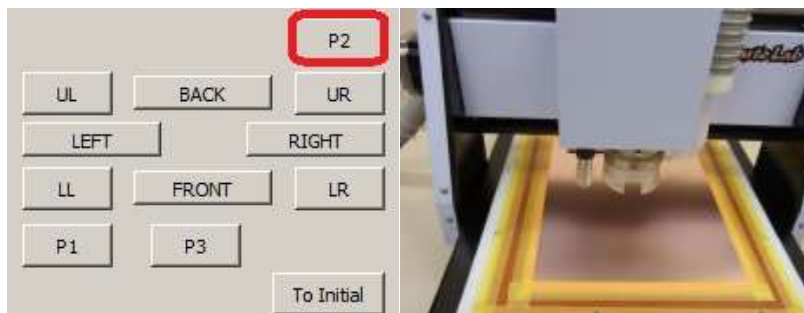 P2
UL BACK UR
LEFT RIGHT
LL FRONT LR
P1 P3
To Initial